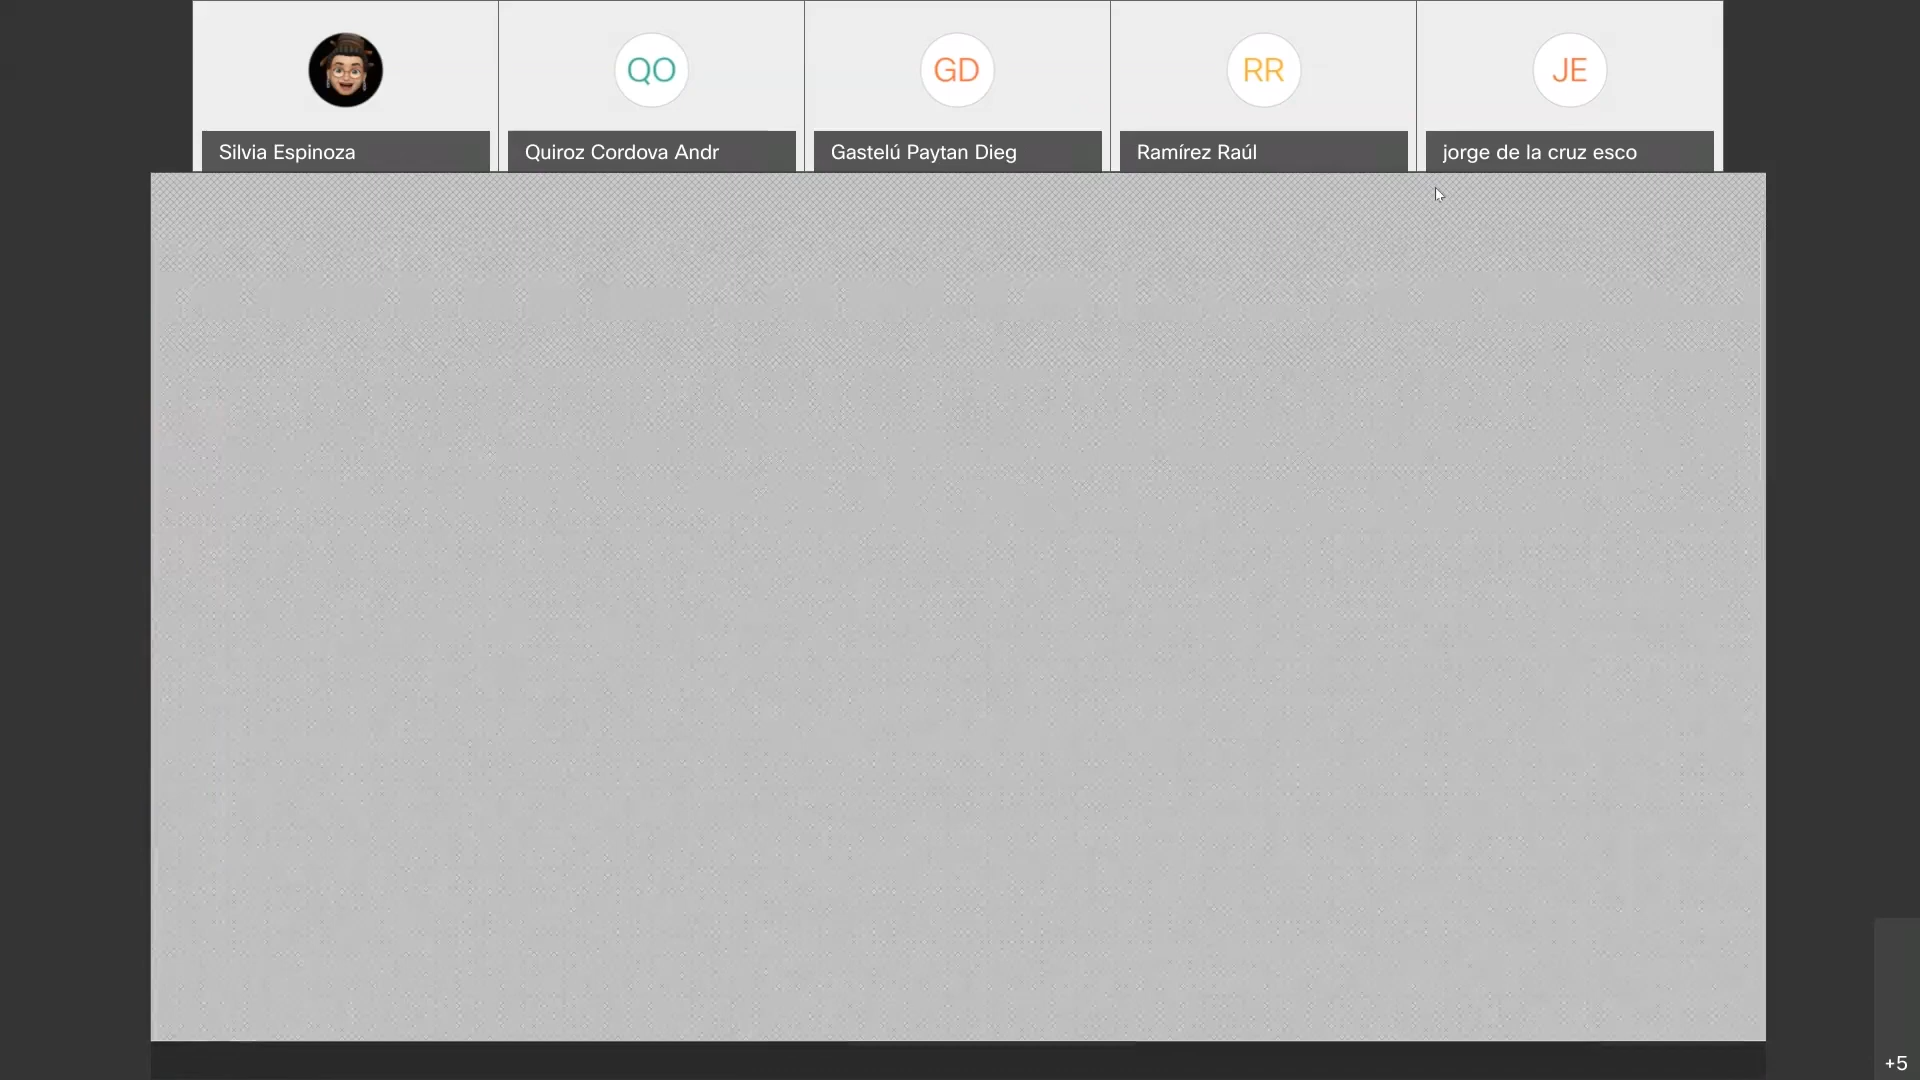 QO
GD
RR
JE
Silvia Espinoza
Quiroz Cordova Andr
Gastelú Paytan Dieg
Ramírez Raúl
jorge de la cruz esco
+5